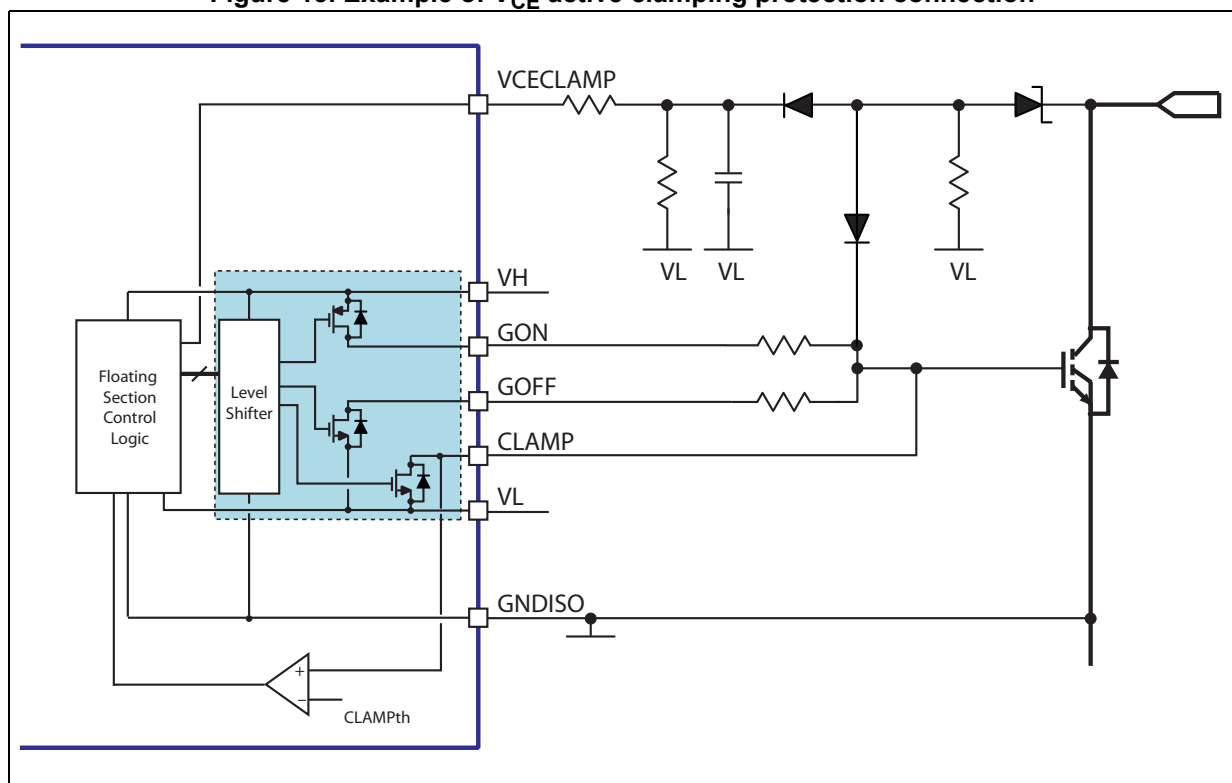 Figure 10. Example of VCE active clamping protection connection
VCECLAMP
VL
VL
VL
VH
GON
GOFF
CLAMP
VL
GNDISO
Floating
Section
Control
Logic
Level
Shifter
+
−
CLAMPth